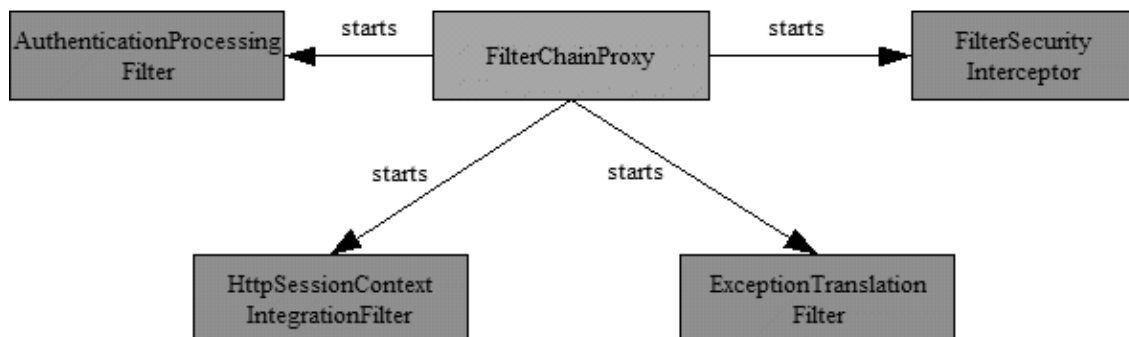 AuthenticationProcessing
Filter
starts
FilterChainProxy
starts
FilterSecurity
Interceptor
starts
starts
HttpSessionContext
IntegrationFilter
ExceptionTranslation
Filter